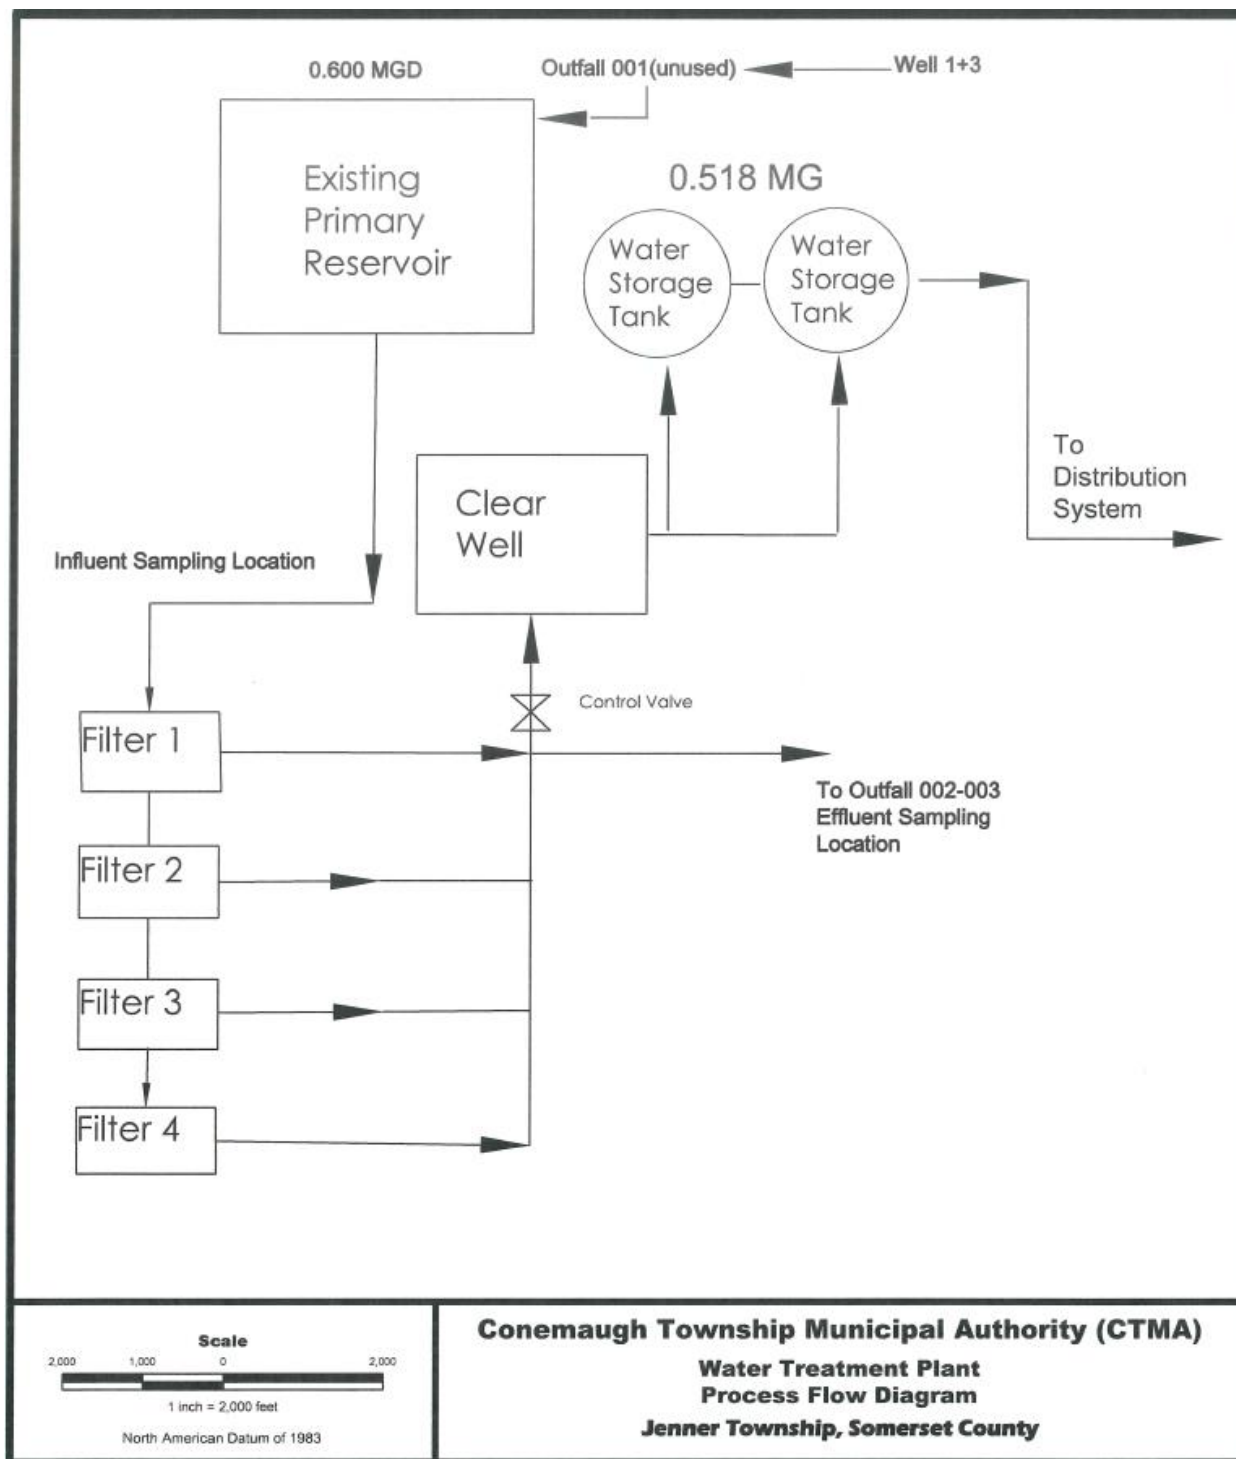 0.600 MGD
Outfall 001(unused)
Well 1+3
Existing
Primary
Reservoir
0.518 MG
Water
Storage
Tank
Water
Storage
Tank
To
Distribution
System
Clear
Well
Influent Sampling Location
Control Valve
Filter 1
To Outfall 002-003
Effluent Sampling
Location
Filter 2
Filter 3
Filter 4
Scale
2,000 1,000 0 2,000
1 inch = 2,000 feet
North American Datum of 1983
Conemaugh Township Municipal Authority (CTMA)
Water Treatment Plant
Process Flow Diagram
Jenner Township, Somerset County